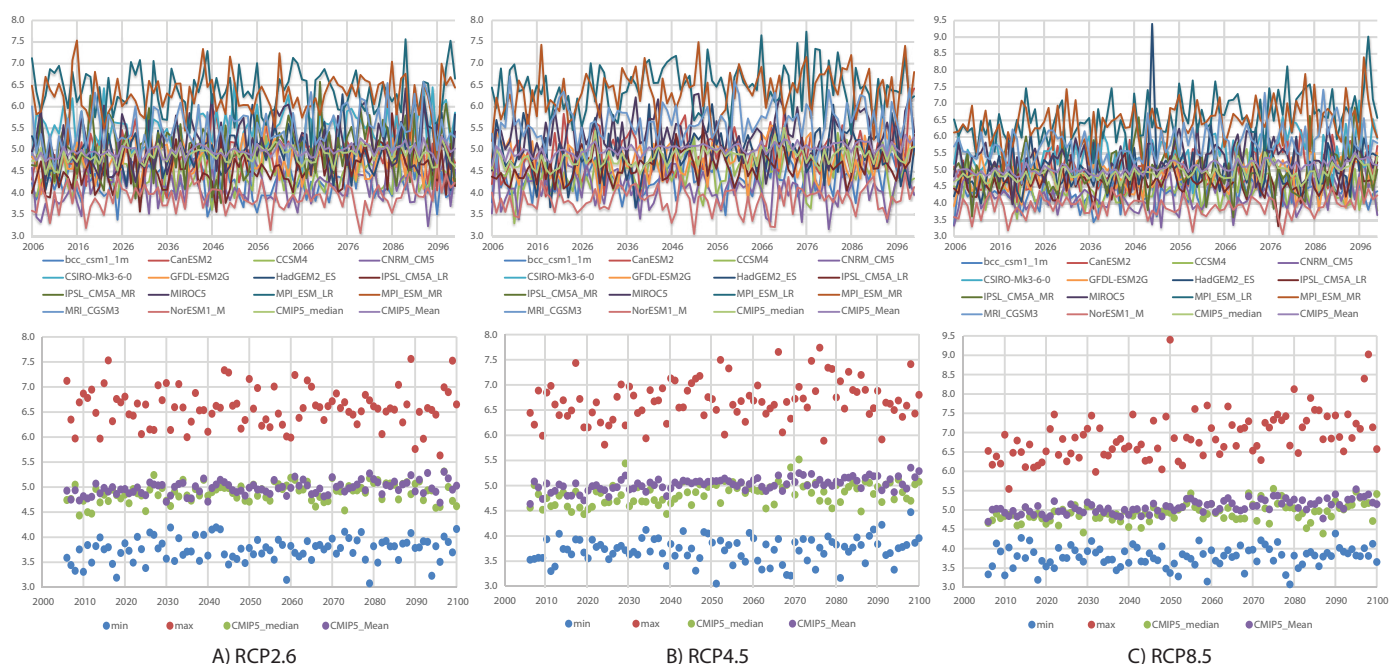 8.0 7.5 7.0 6.5 6.0 5.5 5.0 4.5 4.0 3.5 3.0
2006 2016 2026 2036 2046 2056 2066 2076 2086 2096
bcc_csm1_1m CanESM2 CCSM4 CNRM_CM5
CSIRO-Mk3-6-0 GFDL-ESM2G HadGEM2_ES IPSL_CM5A_LR
IPSL_CM5A_MR MIROC5 MPI_ESM_LR MPI_ESM_MR
MRI_CGSM3 NorESM1_M CMIP5_median CMIP5_Mean
8.0 7.5 7.0 6.5 6.0 5.5 5.0 4.5 4.0 3.5 3.0
2006 2016 2026 2036 2046 2056 2066 2076 2086 2096
bcc_csm1_1m CanESM2 CCSM4 CNRM_CM5
CSIRO-Mk3-6-0 GFDL-ESM2G HadGEM2_ES IPSL_CM5A_LR
IPSL_CM5A_MR MIROC5 MPI_ESM_LR MPI_ESM_MR
MRI_CGSM3 NorESM1_M CMIP5_median CMIP5_Mean
9.5 9.0 8.5 8.0 7.5 7.0 6.5 6.0 5.5 5.0 4.5 4.0 3.5 3.0
2006 2016 2026 2036 2046 2056 2066 2076 2086 2096
bcc_csm1_1m CanESM2 CCSM4 CNRM_CM5
CSIRO-Mk3-6-0 GFDL-ESM2G HadGEM2_ES IPSL_CM5A_LR
IPSL_CM5A_MR MIROC5 MPI_ESM_LR MPI_ESM_MR
MRI_CGSM3 NorESM1_M CMIP5_median CMIP5_Mean
8.0 7.5 7.0 6.5 6.0 5.5 5.0 4.5 4.0 3.5 3.0
2000 2010 2020 2030 2040 2050 2060 2070 2080 2090 2100
min max CMIP5_median CMIP5_Mean
A) RCP2.6
8.0 7.5 7.0 6.5 6.0 5.5 5.0 4.5 4.0 3.5 3.0
2000 2010 2020 2030 2040 2050 2060 2070 2080 2090 2100
min max CMIP5_median CMIP5_Mean
B) RCP4.5
9.5 9.0 8.5 8.0 7.5 7.0 6.5 6.0 5.5 5.0 4.5 4.0 3.5 3.0
2000 2010 2020 2030 2040 2050 2060 2070 2080 2090 2100
min max CMIP5_median CMIP5_Mean
C) RCP8.5